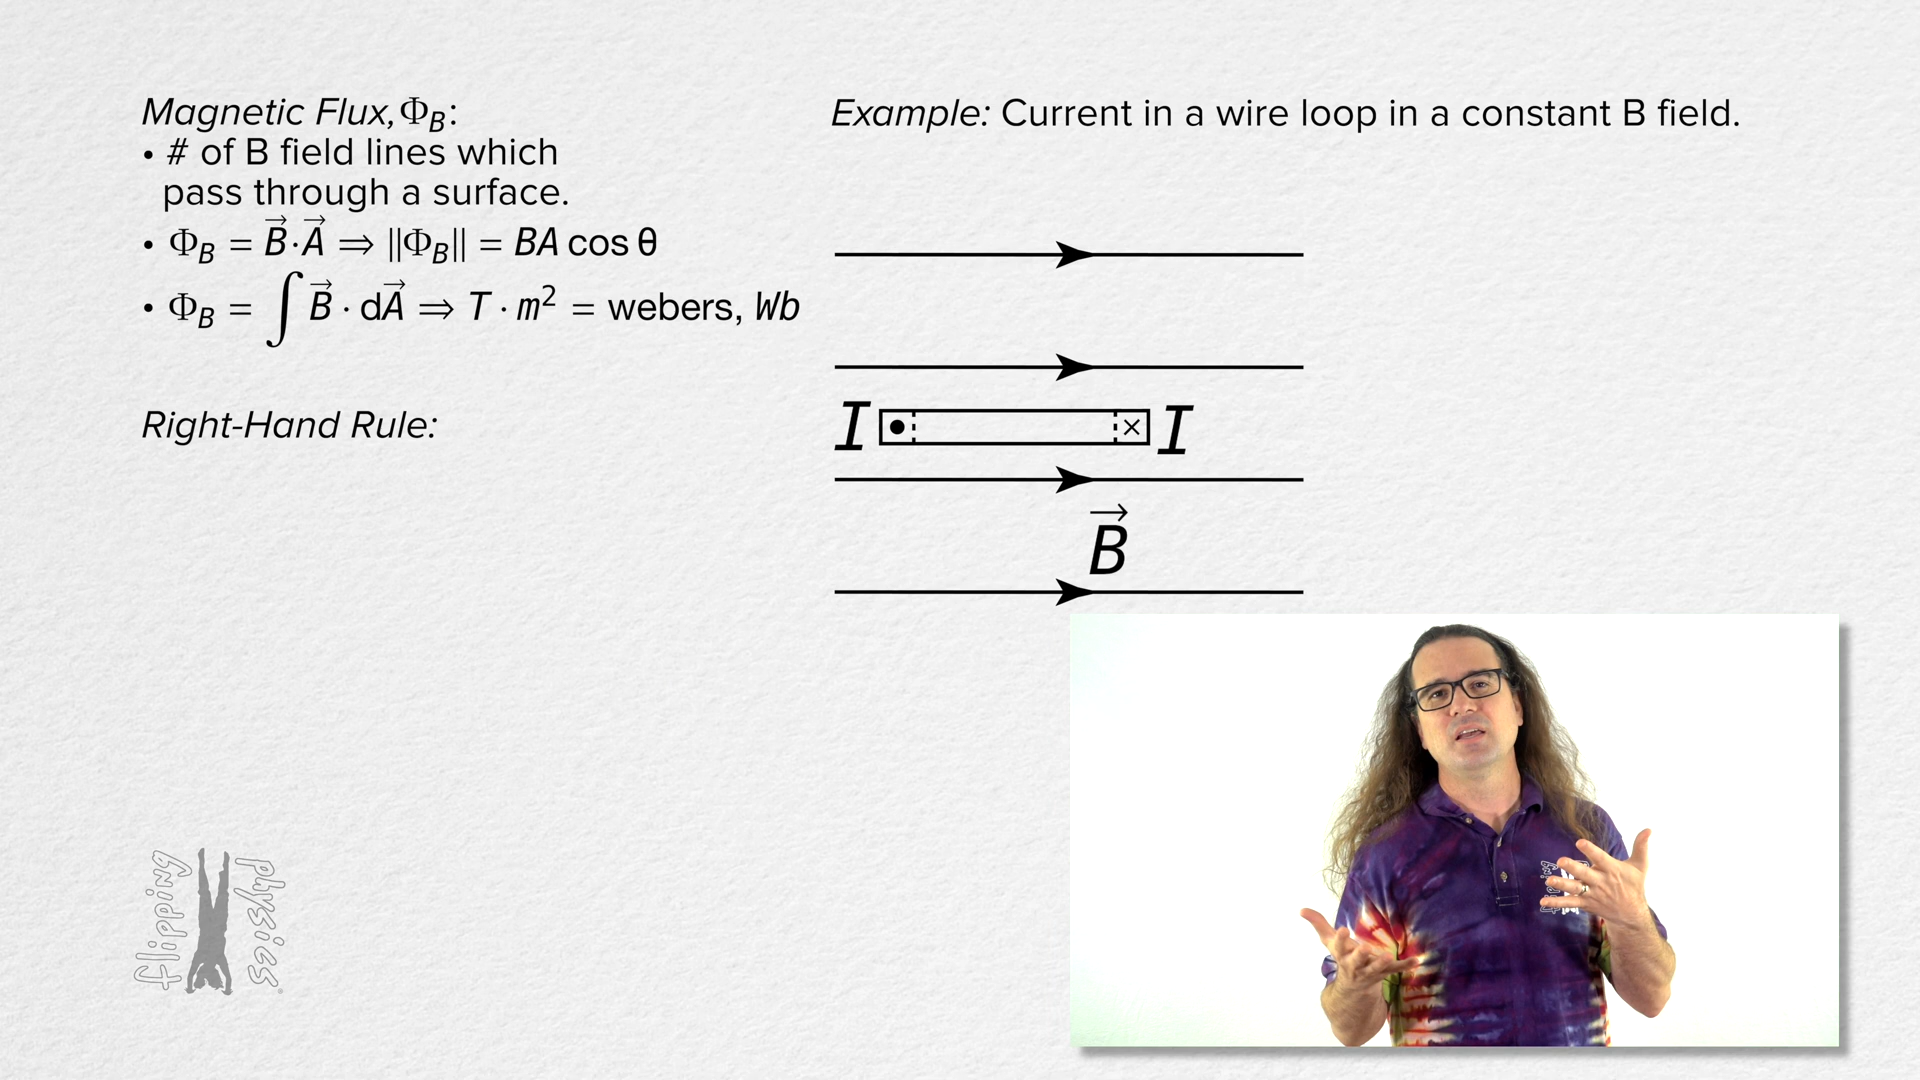 Magnetic Flux, Φ_B:
• # of B field lines which
pass through a surface.
• Φ_B = B⃗·A⃗ ⇒ ||Φ_B|| = BA cos θ
• Φ_B = ∫ B⃗ · dA⃗ ⇒ T · m² = webers, Wb
Right-Hand Rule:
Example: Current in a wire loop in a constant B field.
I × I
B⃗
flipping physics